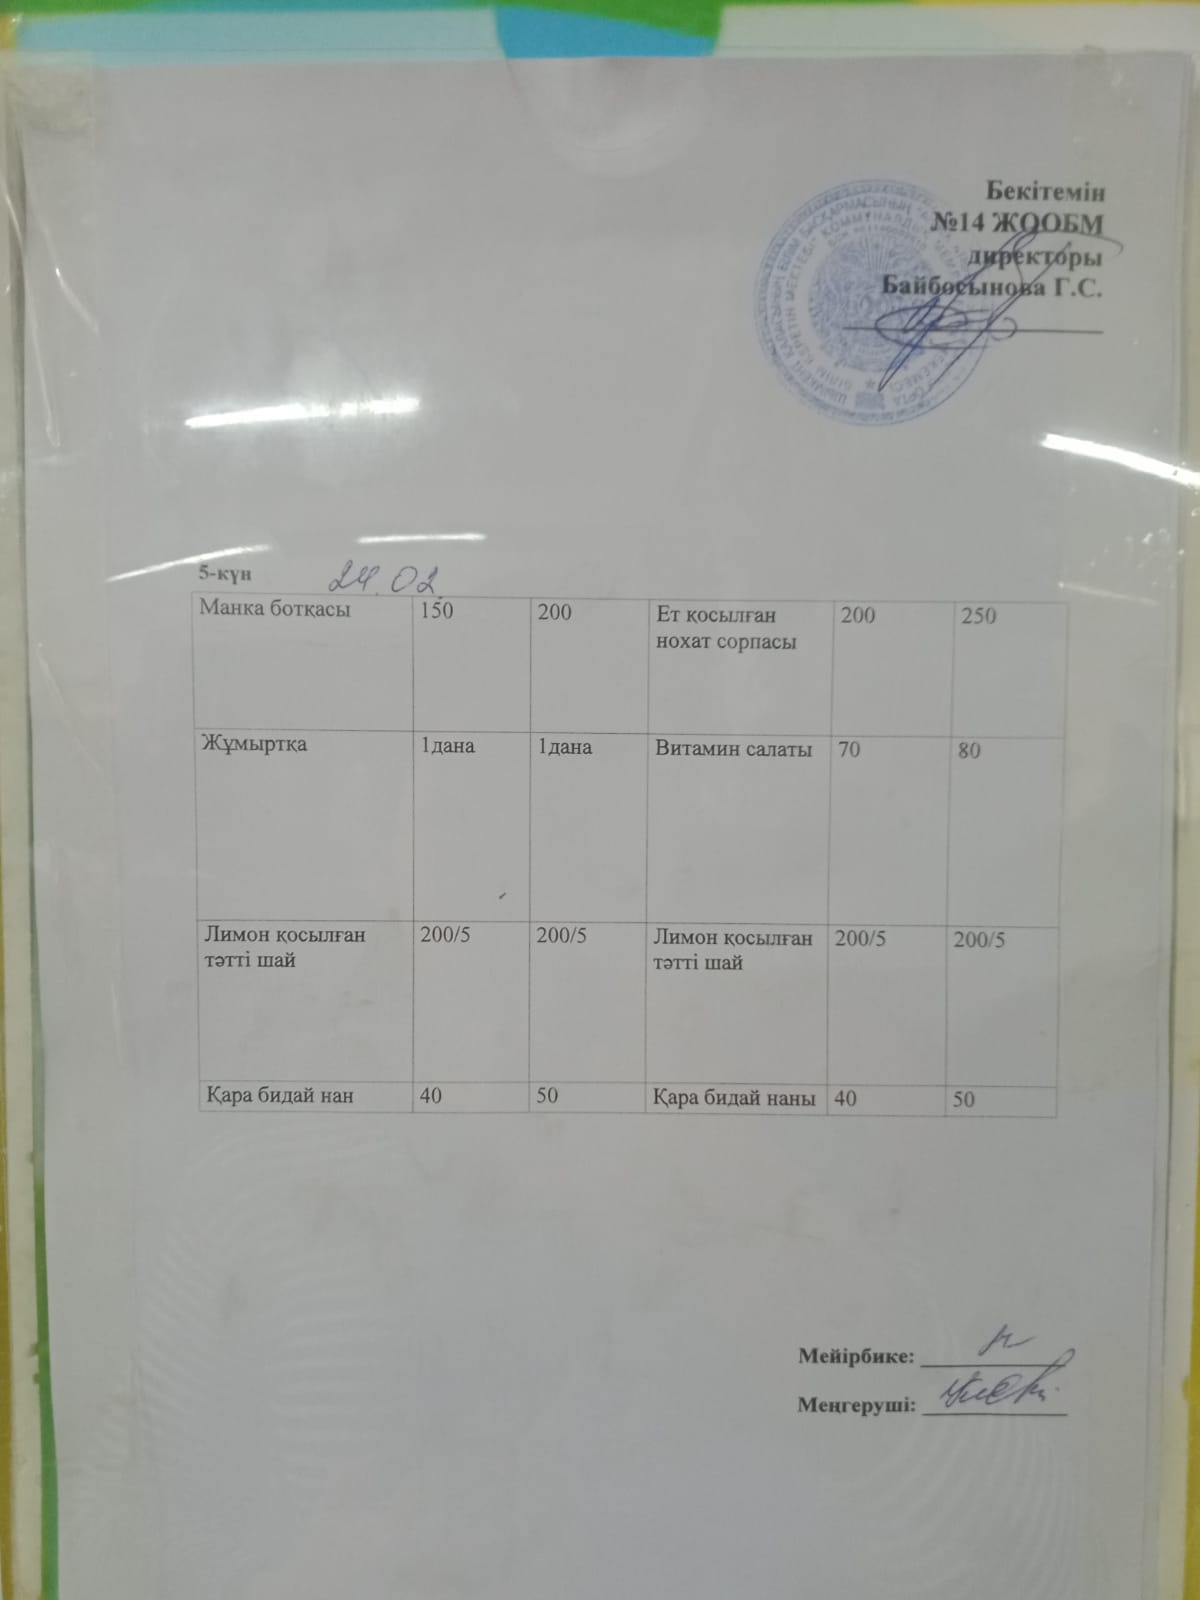 Бекітемін
№14 ЖООБМ
директоры
Байбосынова Г.С.
5-күн 24.02
Манка ботқасы 150 200 Ет қосылған 200 250
нохат сорпасы
Жұмыртқа 1дана 1дана Витамин салаты 70 80
Лимон қосылған 200/5 200/5 Лимон қосылған 200/5 200/5
тәтті шай тәтті шай
Қара бидай нан 40 50 Қара бидай наны 40 50
Мейірбике:
Меңгеруші: